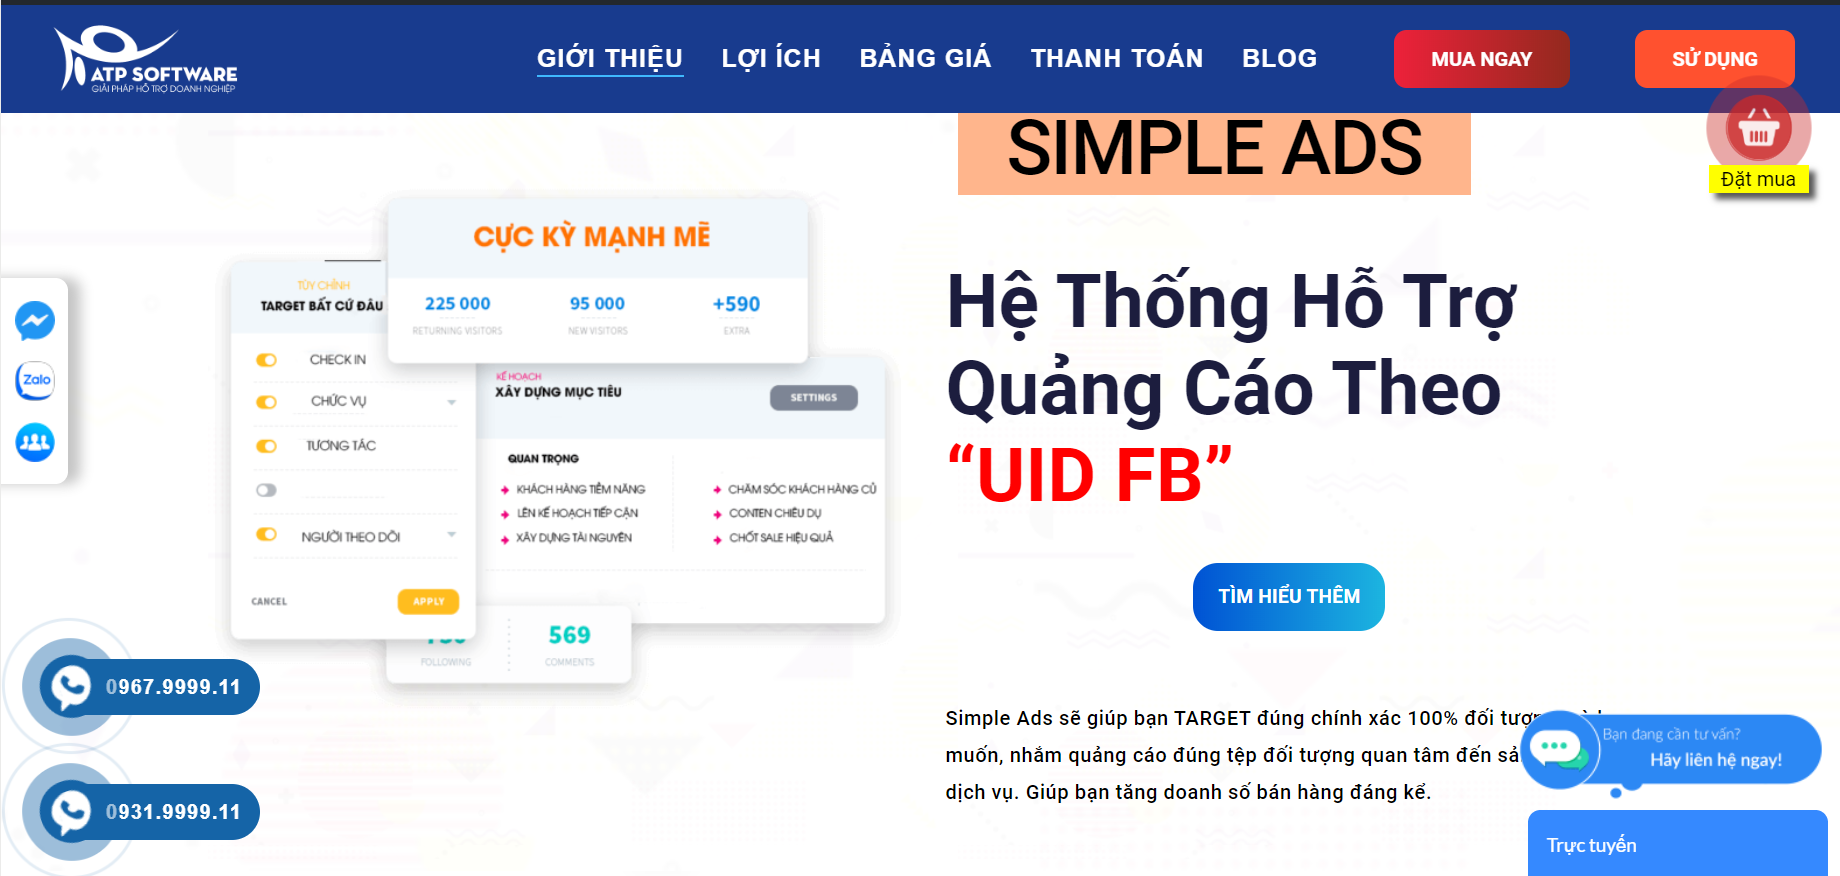 ATP SOFTWARE
GIẢI PHÁP HỖ TRỢ DOANH NGHIỆP
GIỚI THIỆU
LỢI ÍCH
BẢNG GIÁ
THANH TOÁN
BLOG
MUA NGAY
SỬ DỤNG
Đặt mua
SIMPLE ADS
Hệ Thống Hỗ Trợ
Quảng Cáo Theo
“UID FB”
TÌM HIỂU THÊM
Simple Ads sẽ giúp bạn TARGET đúng chính xác 100% đối
muốn, nhắm quảng cáo đúng tệp đối tượng quan tâm đến
dịch vụ. Giúp bạn tăng doanh số bán hàng đáng kể.
CỰC KỲ MẠNH MẼ
225 000
RETURNING VISITORS
95 000
NEW VISITORS
+590
EXTRA
TÙY CHỈNH
TARGET BẤT CỨ ĐÂU
CHECK IN
CHỨC VỤ
TƯƠNG TÁC
NGƯỜI THEO DÕI
CANCEL
APPLY
KẾ HOẠCH
XÂY DỰNG MỤC TIÊU
SETTINGS
QUAN TRỌNG
KHÁCH HÀNG TIỀM NĂNG
LÊN KẾ HOẠCH TIẾP CẬN
XÂY DỰNG TÀI NGUYÊN
CHĂM SÓC KHÁCH HÀNG CỦ
CONTEN CHIÊU DỤ
CHỐT SALE HIỆU QUẢ
FOLLOWING
569
COMMENTS
Zalo
0967.9999.11
0931.9999.11
Bạn đang cần tư vấn?
Hãy liên hệ ngay!
Trực tuyến